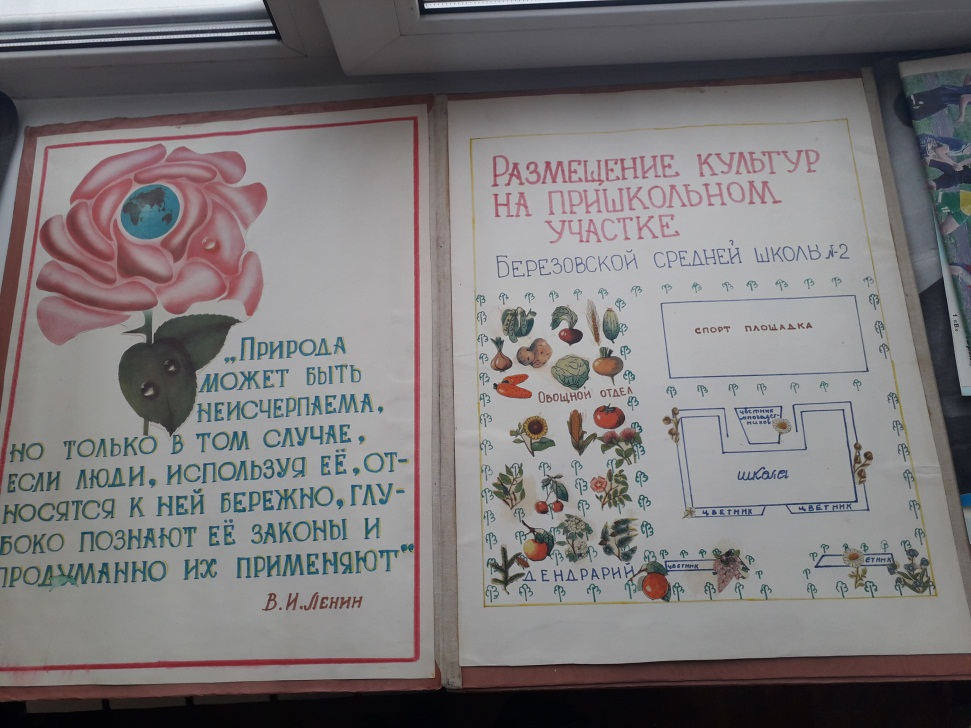 „Природа
может быть
неисчерпаема,
но только в том случае,
если люди, используя её, от-
носятся к ней бережно, глу-
боко познают её законы и
продуманно их применяют"
В.И. Ленин
Размещение культур
на пришкольном
участке
Березовской средней школы №2
спорт площадка
Овощной отдел
цветник
школа
цветник
цветник
Дендрарий
цветник